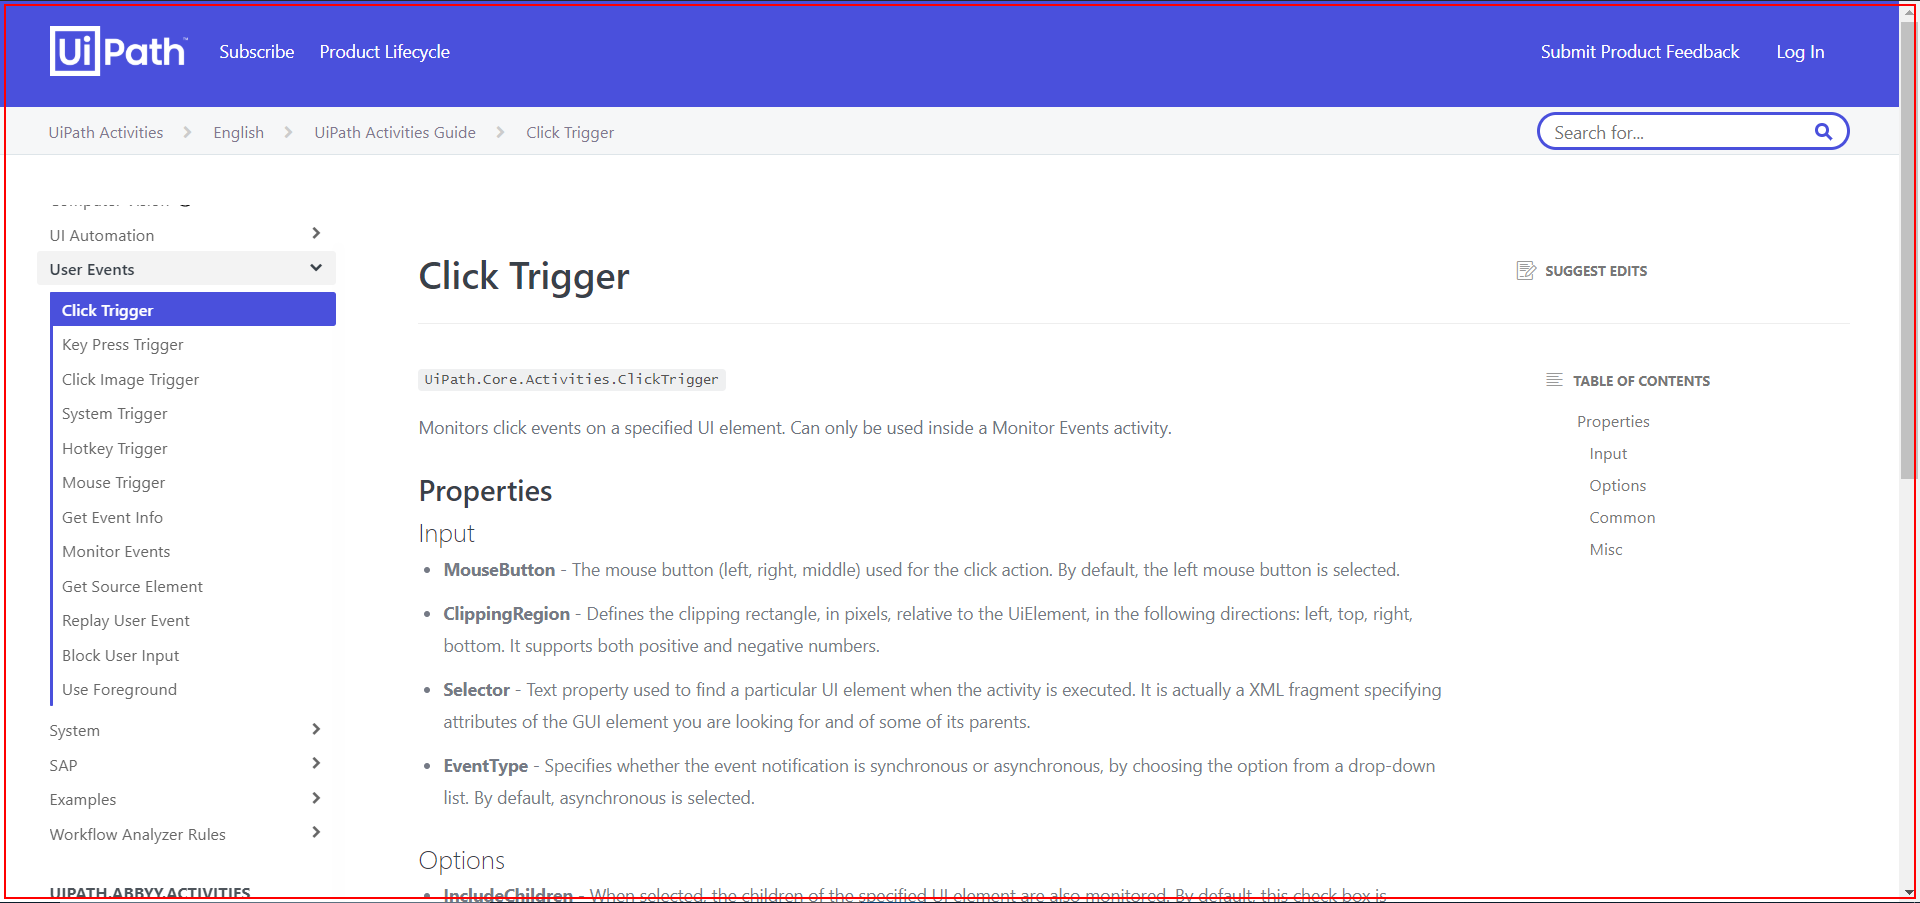 UiPath™ Subscribe Product Lifecycle Submit Product Feedback Log In
UiPath Activities English UiPath Activities Guide Click Trigger Search for...
UI Automation
User Events
Click Trigger
Key Press Trigger
Click Image Trigger
System Trigger
Hotkey Trigger
Mouse Trigger
Get Event Info
Monitor Events
Get Source Element
Replay User Event
Block User Input
Use Foreground
System
SAP
Examples
Workflow Analyzer Rules
UIPATH.ABBYY.ACTIVITIES
Click Trigger
SUGGEST EDITS
UiPath.Core.Activities.ClickTrigger
Monitors click events on a specified UI element. Can only be used inside a Monitor Events activity.
Properties
Input
• MouseButton - The mouse button (left, right, middle) used for the click action. By default, the left mouse button is selected.
• ClippingRegion - Defines the clipping rectangle, in pixels, relative to the UiElement, in the following directions: left, top, right,
bottom. It supports both positive and negative numbers.
• Selector - Text property used to find a particular UI element when the activity is executed. It is actually a XML fragment specifying
attributes of the GUI element you are looking for and of some of its parents.
• EventType - Specifies whether the event notification is synchronous or asynchronous, by choosing the option from a drop-down
list. By default, asynchronous is selected.
Options
• IncludeChildren - When selected, the children of the specified UI element are also monitored. By default, this check box is
TABLE OF CONTENTS
Properties
Input
Options
Common
Misc